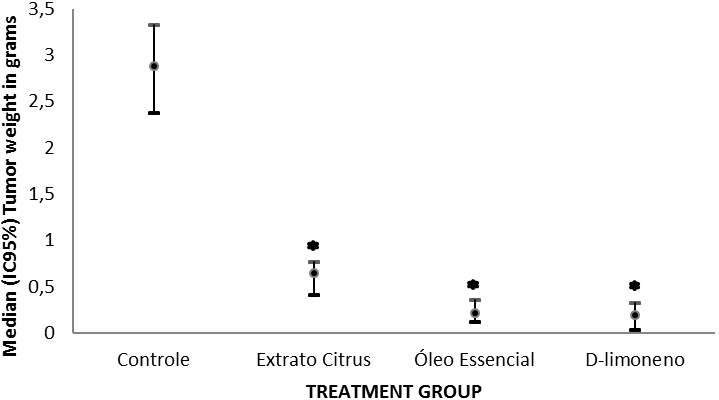 Median (IC95%) Tumor weight in grams
3,5
3
2,5
2
1,5
1
0,5
0
*
*
*
Controle
Extrato Citrus
Óleo Essencial
D-limoneno
TREATMENT GROUP